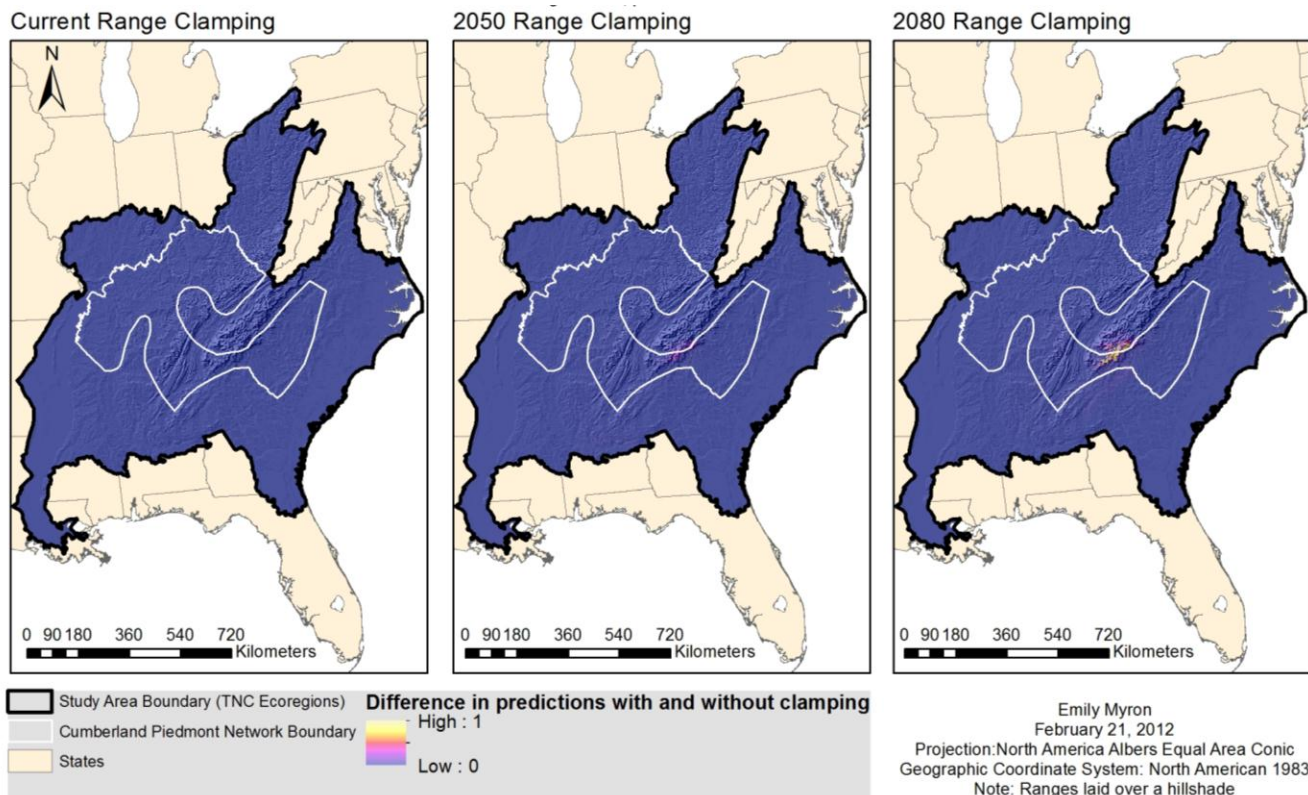 Current Range Clamping
2050 Range Clamping
2080 Range Clamping
N
0 90 180 360 540 720
Kilometers
0 90 180 360 540 720
Kilometers
0 90 180 360 540 720
Kilometers
Study Area Boundary (TNC Ecoregions)
Cumberland Piedmont Network Boundary
States
Difference in predictions with and without clamping
High : 1
Low : 0
Emily Myron
February 21, 2012
Projection:North America Albers Equal Area Conic
Geographic Coordinate System: North American 1983
Note: Ranges laid over a hillshade